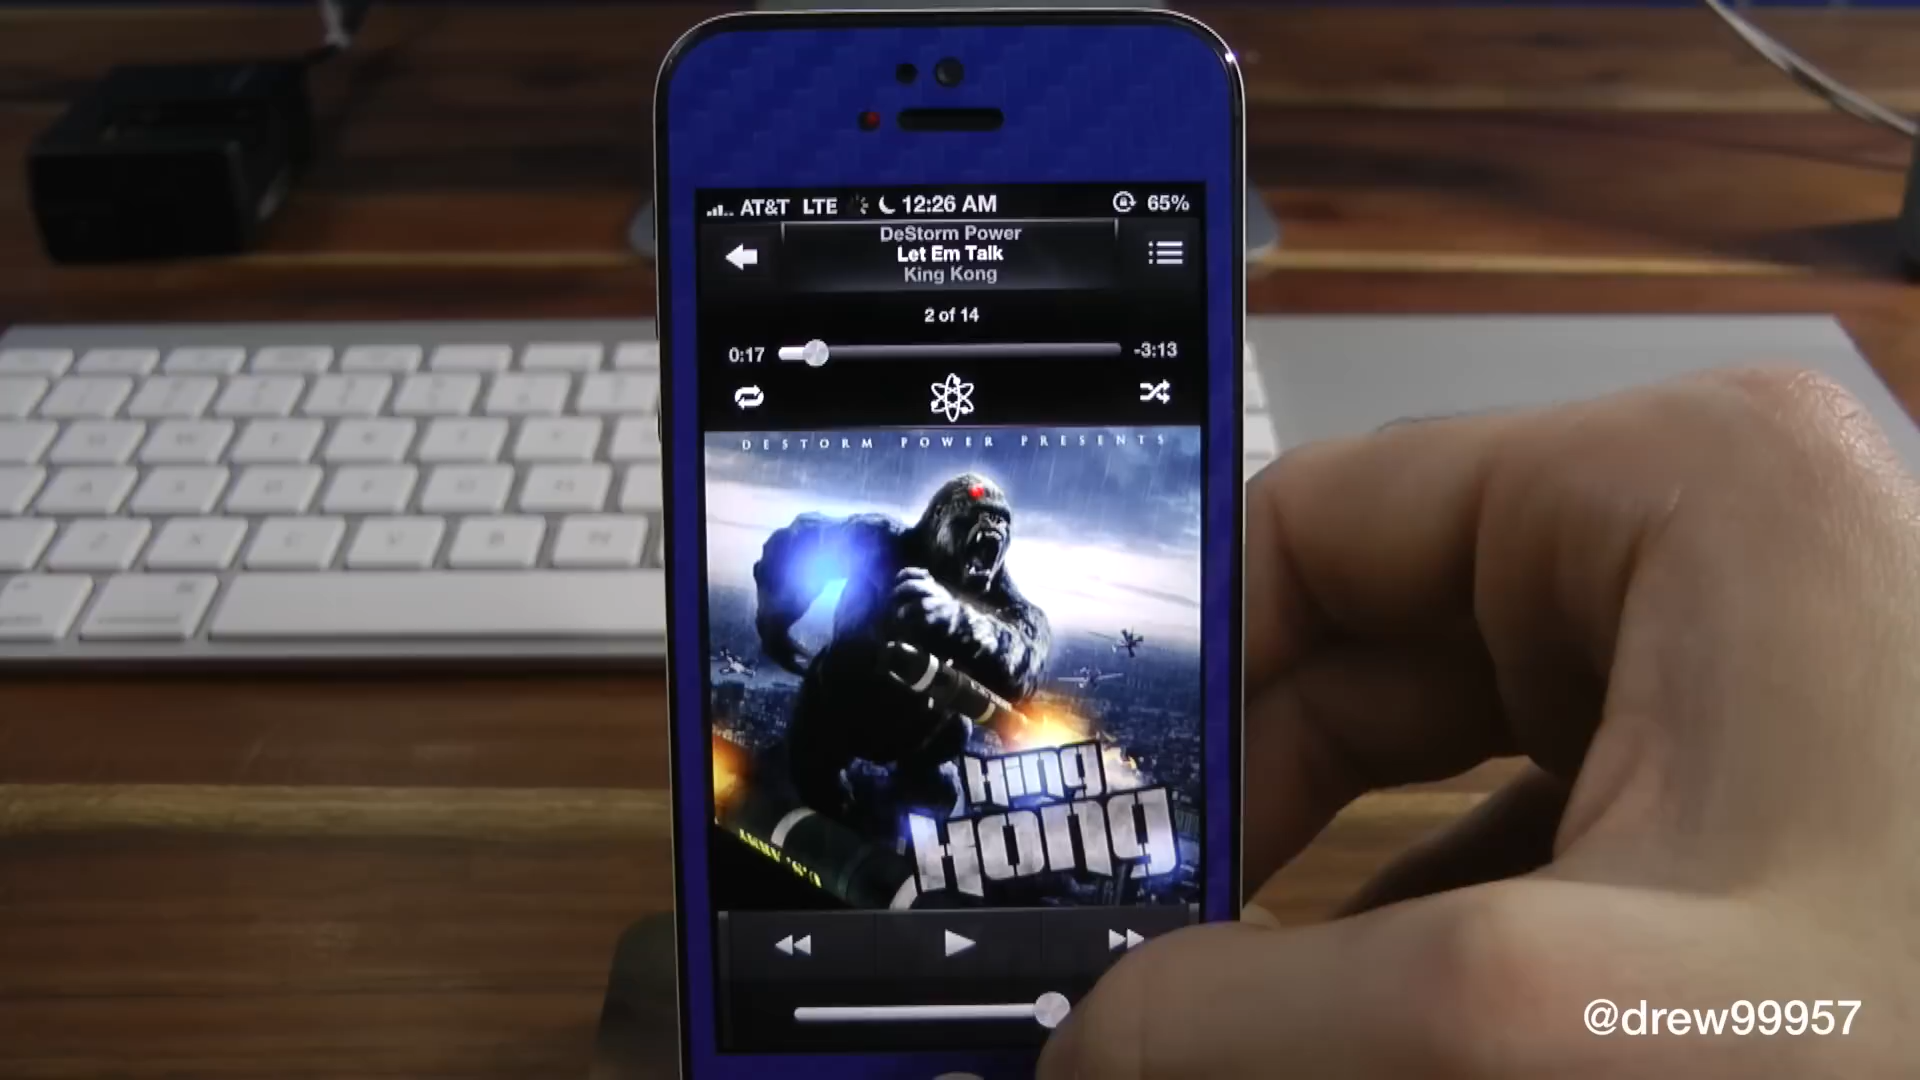 AT&T LTE 12:26 AM 65%
DeStorm Power
Let Em Talk
King Kong
2 of 14
0:17 -3:13
DESTORM POWER PRESENTS
King
Kong
U.S. ARMY
@drew99957